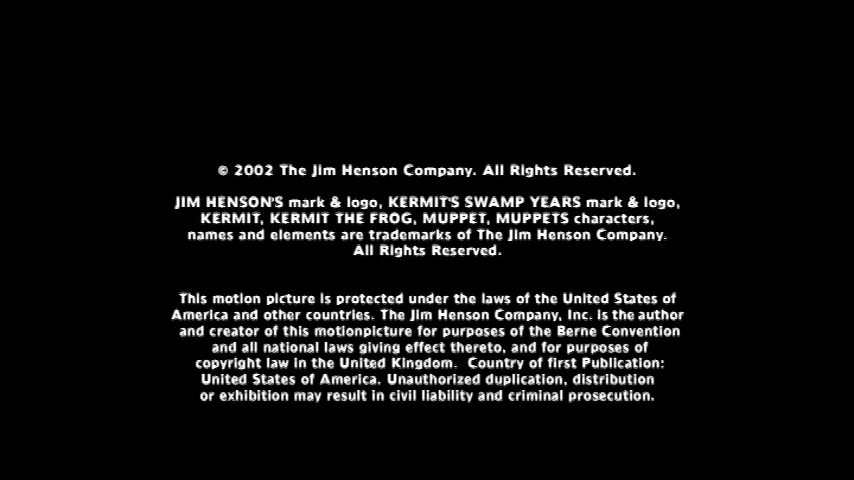 © 2002 The Jim Henson Company. All Rights Reserved.
JIM HENSON'S mark & logo, KERMIT'S SWAMP YEARS mark & logo,
KERMIT, KERMIT THE FROG, MUPPET, MUPPETS characters,
names and elements are trademarks of The Jim Henson Company.
All Rights Reserved.
This motion picture is protected under the laws of the United States of
America and other countries. The Jim Henson Company, Inc. is the author
and creator of this motionpicture for purposes of the Berne Convention
and all national laws giving effect thereto, and for purposes of
copyright law in the United Kingdom. Country of first Publication:
United States of America. Unauthorized duplication, distribution
or exhibition may result in civil liability and criminal prosecution.